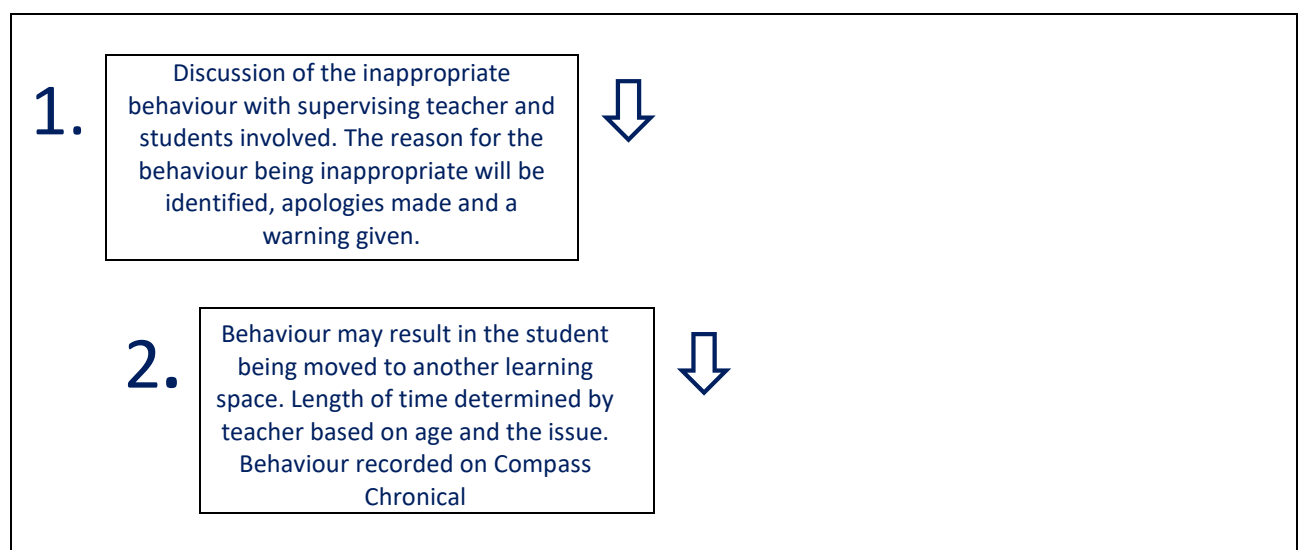 1.
Discussion of the inappropriate
behaviour with supervising teacher and
students involved. The reason for the
behaviour being inappropriate will be
identified, apologies made and a
warning given.
2.
Behaviour may result in the student
being moved to another learning
space. Length of time determined by
teacher based on age and the issue.
Behaviour recorded on Compass
Chronical